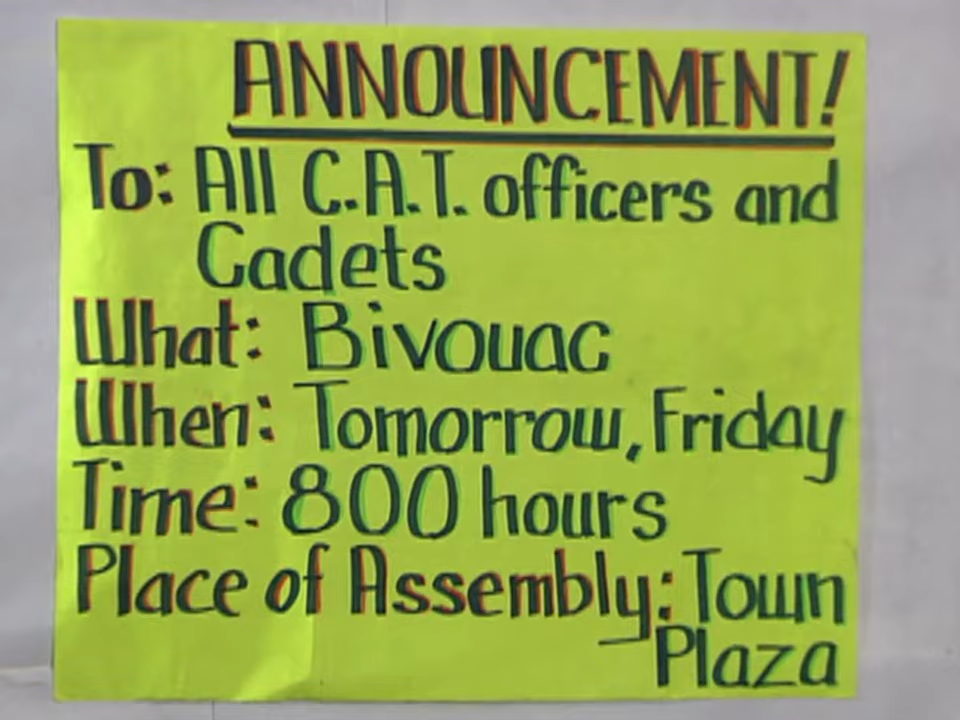 ANNOUNCEMENT!
To: All C.A.T. officers and
Cadets
What: Bivouac
When: Tomorrow, Friday
Time: 800 hours
Place of Assembly: Town
Plaza